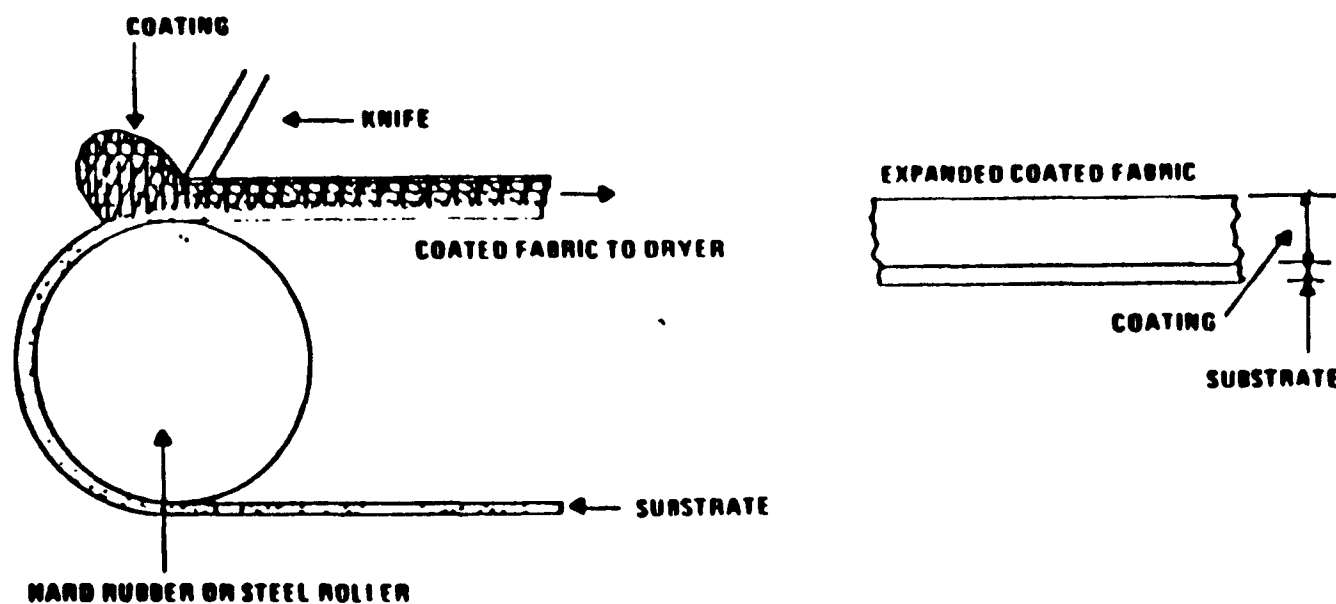 COATING
KNIFE
COATED FABRIC TO DRYER
SUBSTRATE
HARD RUBBER OR STEEL ROLLER
EXPANDED COATED FABRIC
COATING
SUBSTRATE